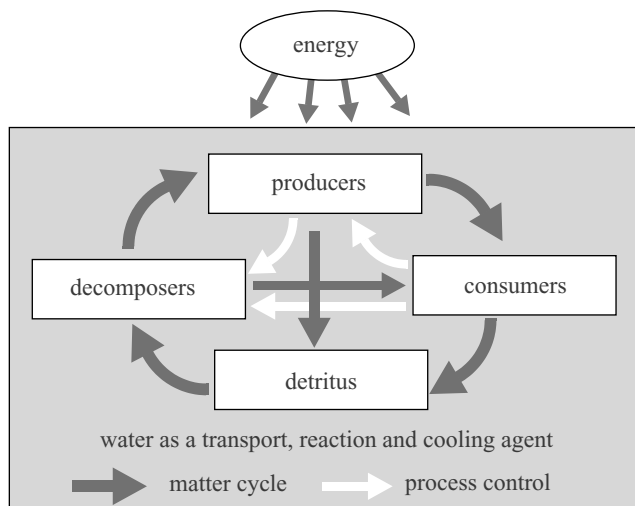 energy
producers
decomposers
consumers
detritus
water as a transport, reaction and cooling agent
matter cycle
process control